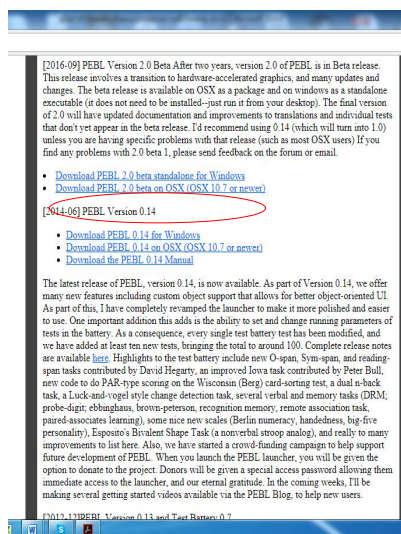 [2016-09] PEBL Version 2.0 Beta After two years, version 2.0 of PEBL is in Beta release.
This release involves a transition to hardware-accelerated graphics, and many updates and
changes. The beta release is available on OSX as a package and on windows as a standalone
executable (it does not need to be installed--just run it from your desktop). The final version
of 2.0 will have updated documentation and improvements to translations and individual tests
that don't yet appear in the beta release. I'd recommend using 0.14 (which will turn into 1.0)
unless you are having specific problems with that release (such as most OSX users) If you
find any problems with 2.0 beta 1, please send feedback on the forum or email.
Download PEBL 2.0 beta standalone for Windows
Download PEBL 2.0 beta on OSX (OSX 10.7 or newer)
[2014-06] PEBL Version 0.14
Download PEBL 0.14 for Windows
Download PEBL 0.14 on OSX (OSX 10.7 or newer)
Download the PEBL 0.14 Manual
The latest release of PEBL, version 0.14, is now available. As part of Version 0.14, we offer
many new features including custom object support that allows for better object-oriented UI.
As part of this, I have completely revamped the launcher to make it more polished and easier
to use. One important addition this adds is the ability to set and change running parameters of
tests in the battery. As a consequence, every single test battery test has been modified, and
we have added at least ten new tests, bringing the total to around 100. Complete release notes
are available here. Highlights to the test battery include new O-span, Sym-span, and reading-
span tasks contributed by David Hegarty, an improved Iowa task contributed by Peter Bull,
new code to do PAR-type scoring on the Wisconsin (Berg) card-sorting test, a dual n-back
task, a Luck-and-vogel style change detection task, several verbal and memory tasks (DRM;
probe-digit; ebbinghaus, brown-peterson, recognition memory, remote association task,
paired-associates learning), some nice new scales (Berlin numeracy, handedness, big-five
personality), Esposito's Bivalent Shape Task (a nonverbal stroop analog), and really to many
improvements to list here. Also, we have started a crowd-funding campaign to help support
future development of PEBL. When you launch the PEBL launcher, you will be given the
option to donate to the project. Donors will be given a special access password allowing them
immediate access to the launcher, and our eternal gratitude. In the coming weeks, I'll be
making several getting started videos available via the PEBL Blog, to help new users.
[2012-12]PEBL Version 0.13 and Test Battery 0.7